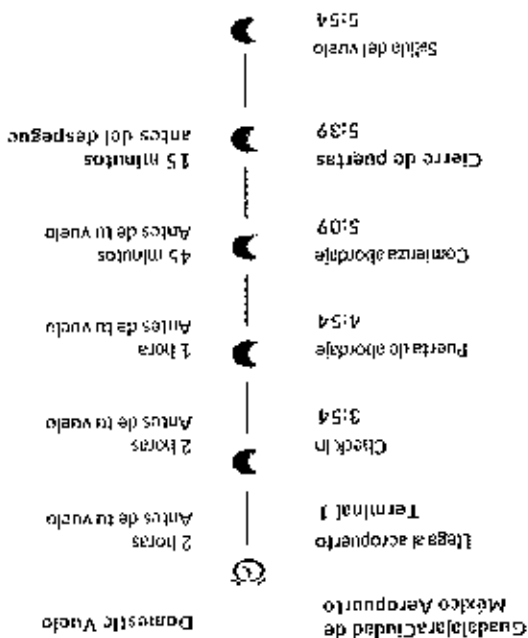 GuadalajaraCiudad de
México Aeropuerto
Domestic Vuelo
Llega al aeropuerto
Terminal 1
2 horas
Antes de tu vuelo
Check In
3:54
2 horas
Antes de tu vuelo
Puerta de abordaje
4:54
1 hora
Antes de tu vuelo
Comienza abordaje
5:09
45 minutos
Antes de tu vuelo
Cierre de puertas
5:39
15 minutos
antes del despegue
Salida del vuelo
5:54